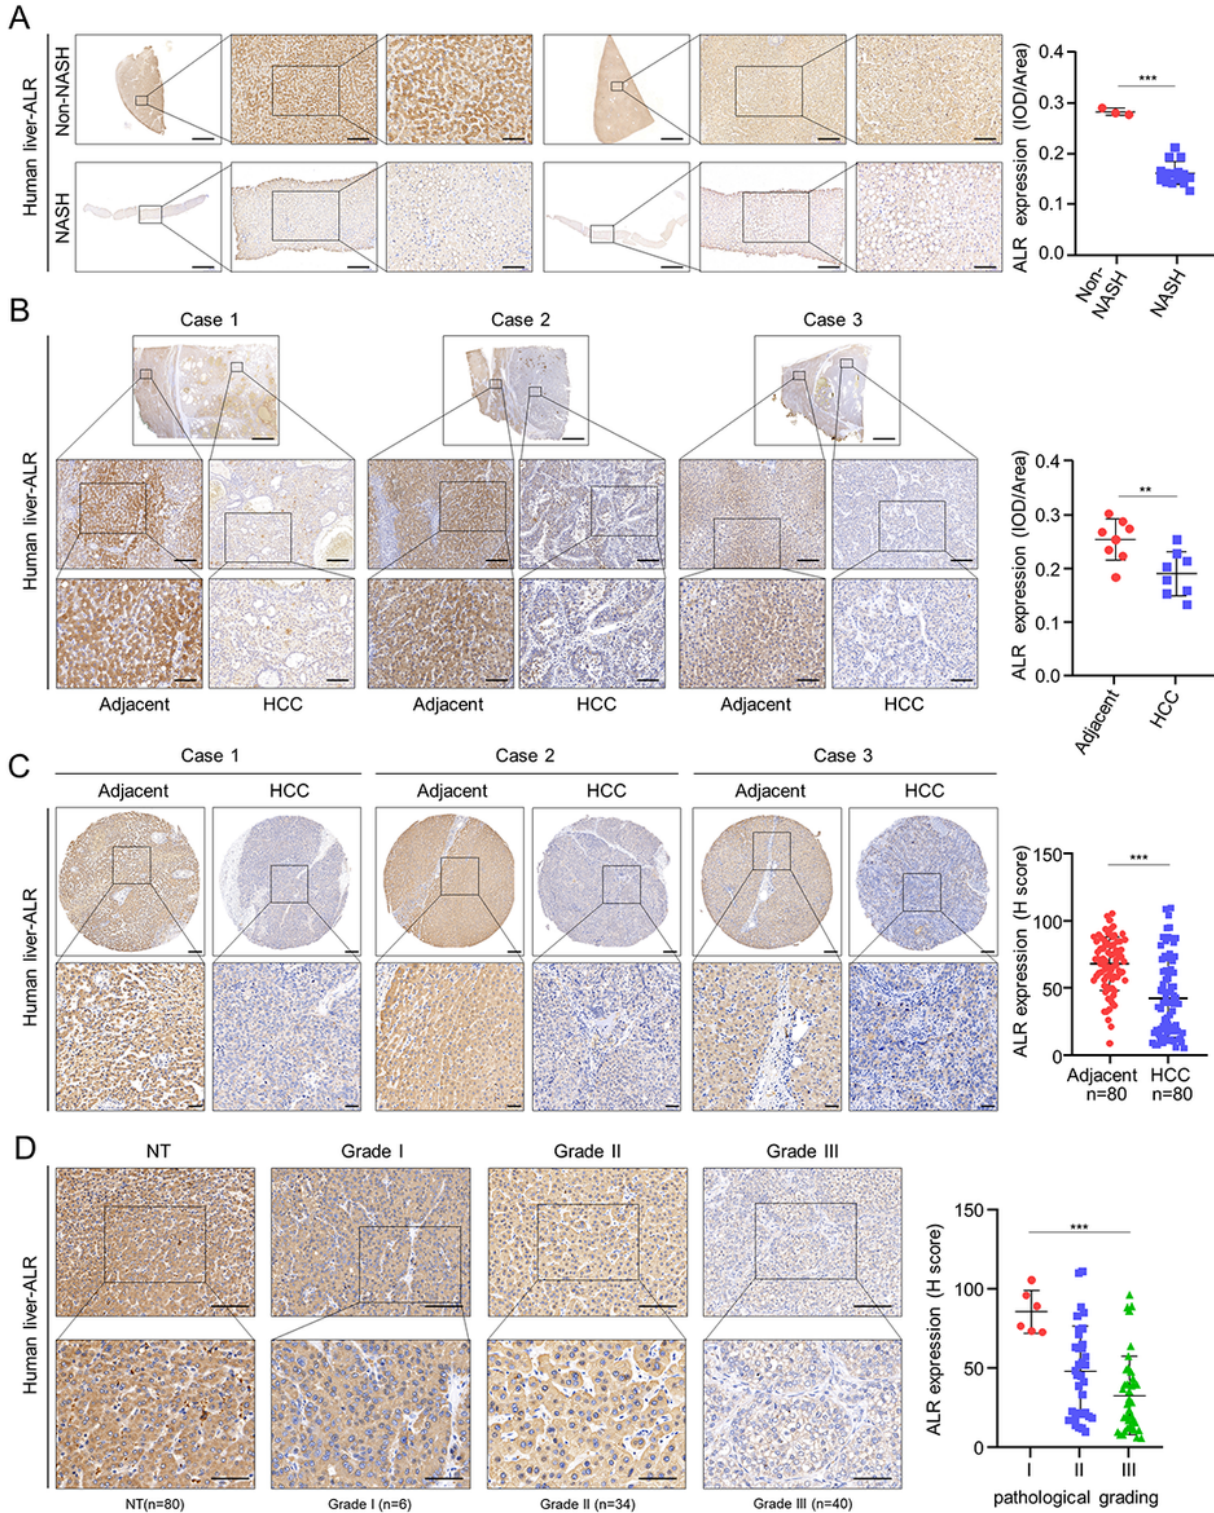 A
Human liver-ALR
Non-NASH
NASH
ALR expression (IOD/Area)
0.4
0.3
0.2
0.1
0.0
***
Non-
NASH
NASH
B
Case 1
Case 2
Case 3
Human liver-ALR
Adjacent
HCC
Adjacent
HCC
Adjacent
HCC
ALR expression (IOD/Area)
0.4
0.3
0.2
0.1
0.0
**
Adjacent
HCC
C
Case 1
Case 2
Case 3
Adjacent
HCC
Adjacent
HCC
Adjacent
HCC
Human liver-ALR
ALR expression (H score)
150
100
50
0
***
Adjacent
n=80
HCC
n=80
D
NT
Grade I
Grade II
Grade III
Human liver-ALR
NT(n=80)
Grade I (n=6)
Grade II (n=34)
Grade III (n=40)
ALR expression (H score)
150
100
50
0
***
I
II
III
pathological grading